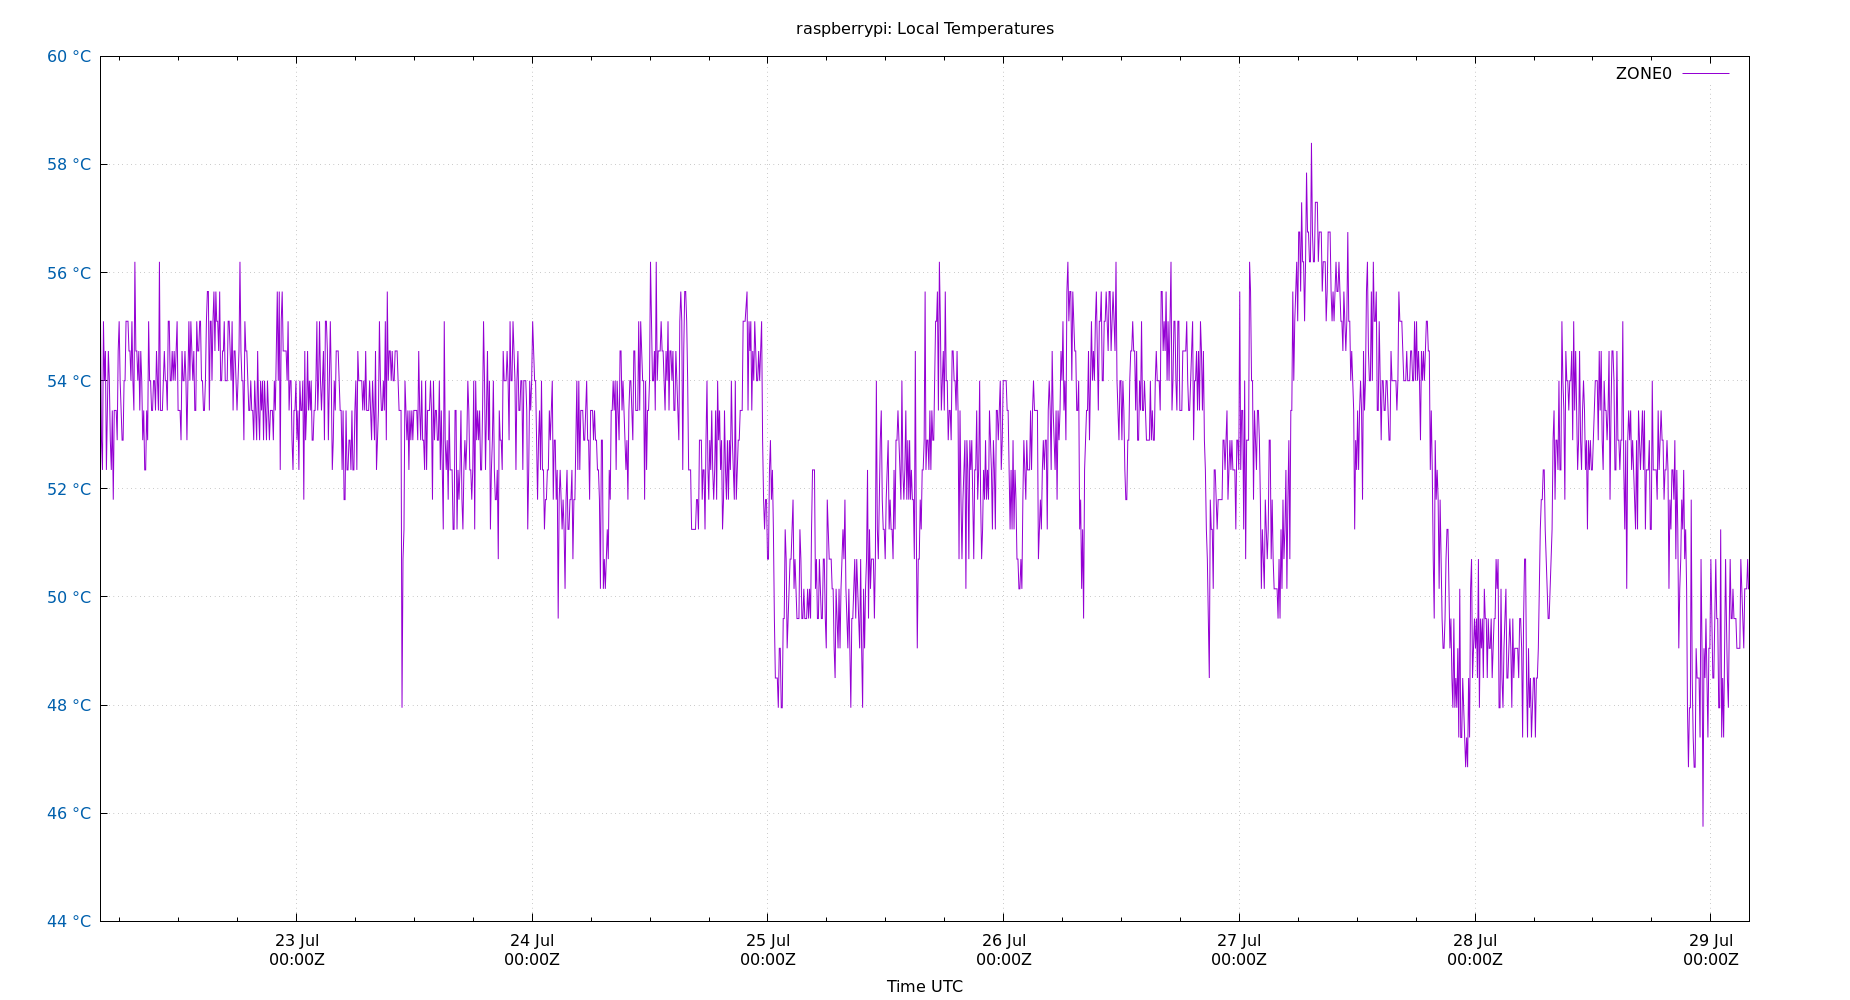 raspberrypi: Local Temperatures
60 °C
ZONE0
58 °C
56 °C
54 °C
52 °C
50 °C
48 °C
46 °C
44 °C
23 Jul 24 Jul 25 Jul 26 Jul 27 Jul 28 Jul 29 Jul
00:00Z 00:00Z 00:00Z 00:00Z 00:00Z 00:00Z 00:00Z
Time UTC